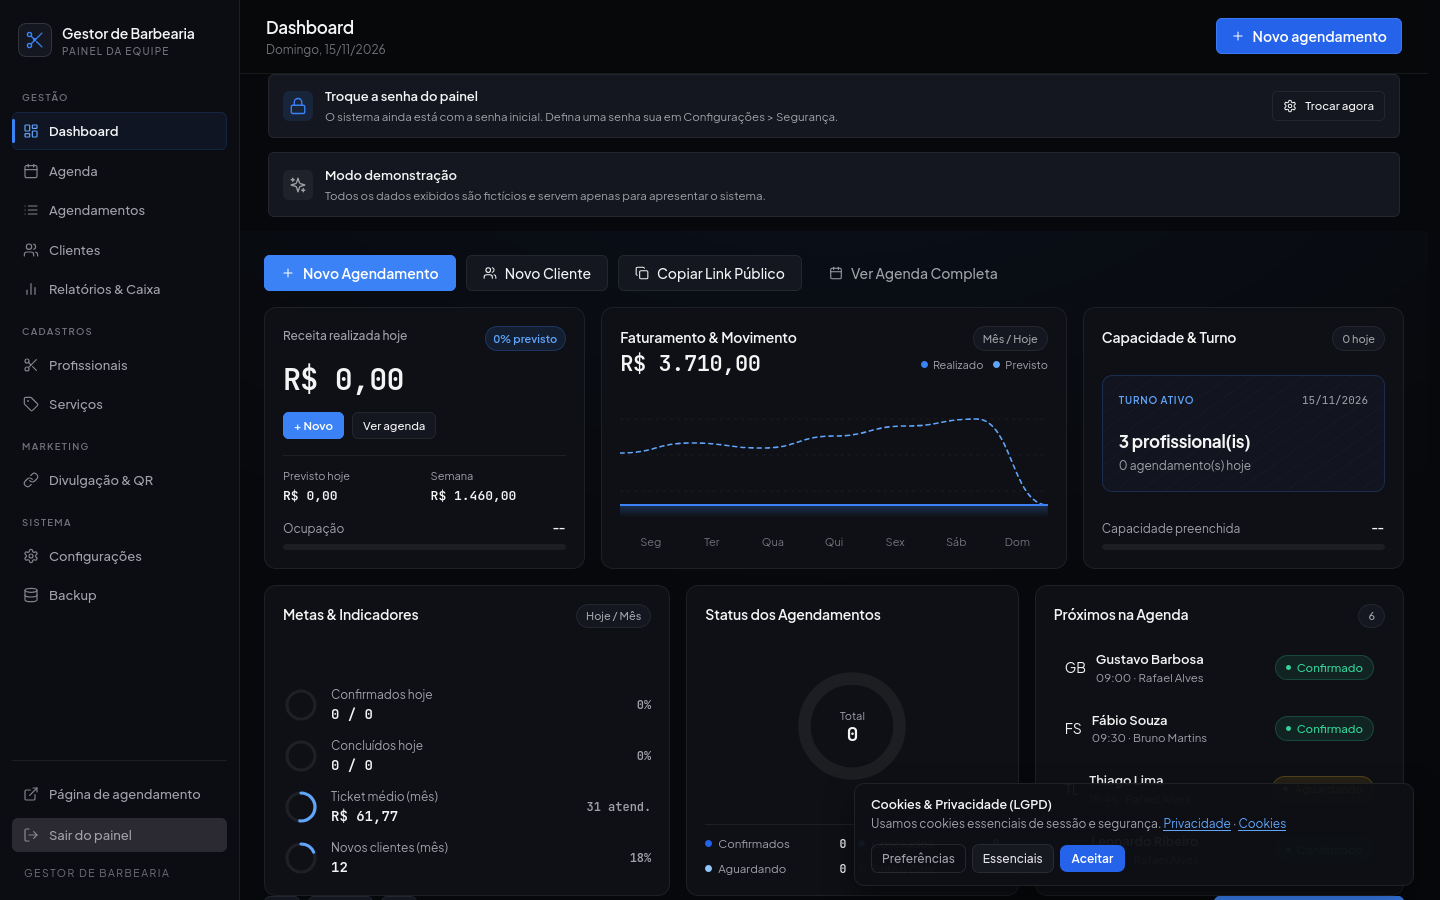 Gestor de Barbearia
PAINEL DA EQUIPE
GESTÃO
Dashboard
Agenda
Agendamentos
Clientes
Relatórios & Caixa
CADASTROS
Profissionais
Serviços
MARKETING
Divulgação & QR
SISTEMA
Configurações
Backup
Página de agendamento
Sair do painel
GESTOR DE BARBEARIA
Dashboard
Domingo, 15/11/2026
+ Novo agendamento
Troque a senha do painel
O sistema ainda está com a senha inicial. Defina uma senha sua em Configurações > Segurança.
Trocar agora
Modo demonstração
Todos os dados exibidos são fictícios e servem apenas para apresentar o sistema.
+ Novo Agendamento
Novo Cliente
Copiar Link Público
Ver Agenda Completa
Receita realizada hoje
0% previsto
R$ 0,00
+ Novo
Ver agenda
Previsto hoje
R$ 0,00
Semana
R$ 1.460,00
Ocupação
--
Faturamento & Movimento
Mês / Hoje
R$ 3.710,00
Realizado
Previsto
Seg Ter Qua Qui Sex Sáb Dom
Capacidade & Turno
0 hoje
TURNO ATIVO
15/11/2026
3 profissional(is)
0 agendamento(s) hoje
Capacidade preenchida
--
Metas & Indicadores
Hoje / Mês
Confirmados hoje
0 / 0
0%
Concluídos hoje
0 / 0
0%
Ticket médio (mês)
R$ 61,77
31 atend.
Novos clientes (mês)
12
18%
Status dos Agendamentos
Total
0
Confirmados 0
Aguardando 0
Próximos na Agenda
6
GB
Gustavo Barbosa
09:00 · Rafael Alves
Confirmado
FS
Fábio Souza
09:30 · Bruno Martins
Confirmado
TL
Thiago Lima
Aguardando
Leonardo Ribeiro
Cookies & Privacidade (LGPD)
Usamos cookies essenciais de sessão e segurança. Privacidade · Cookies
Preferências
Essenciais
Aceitar